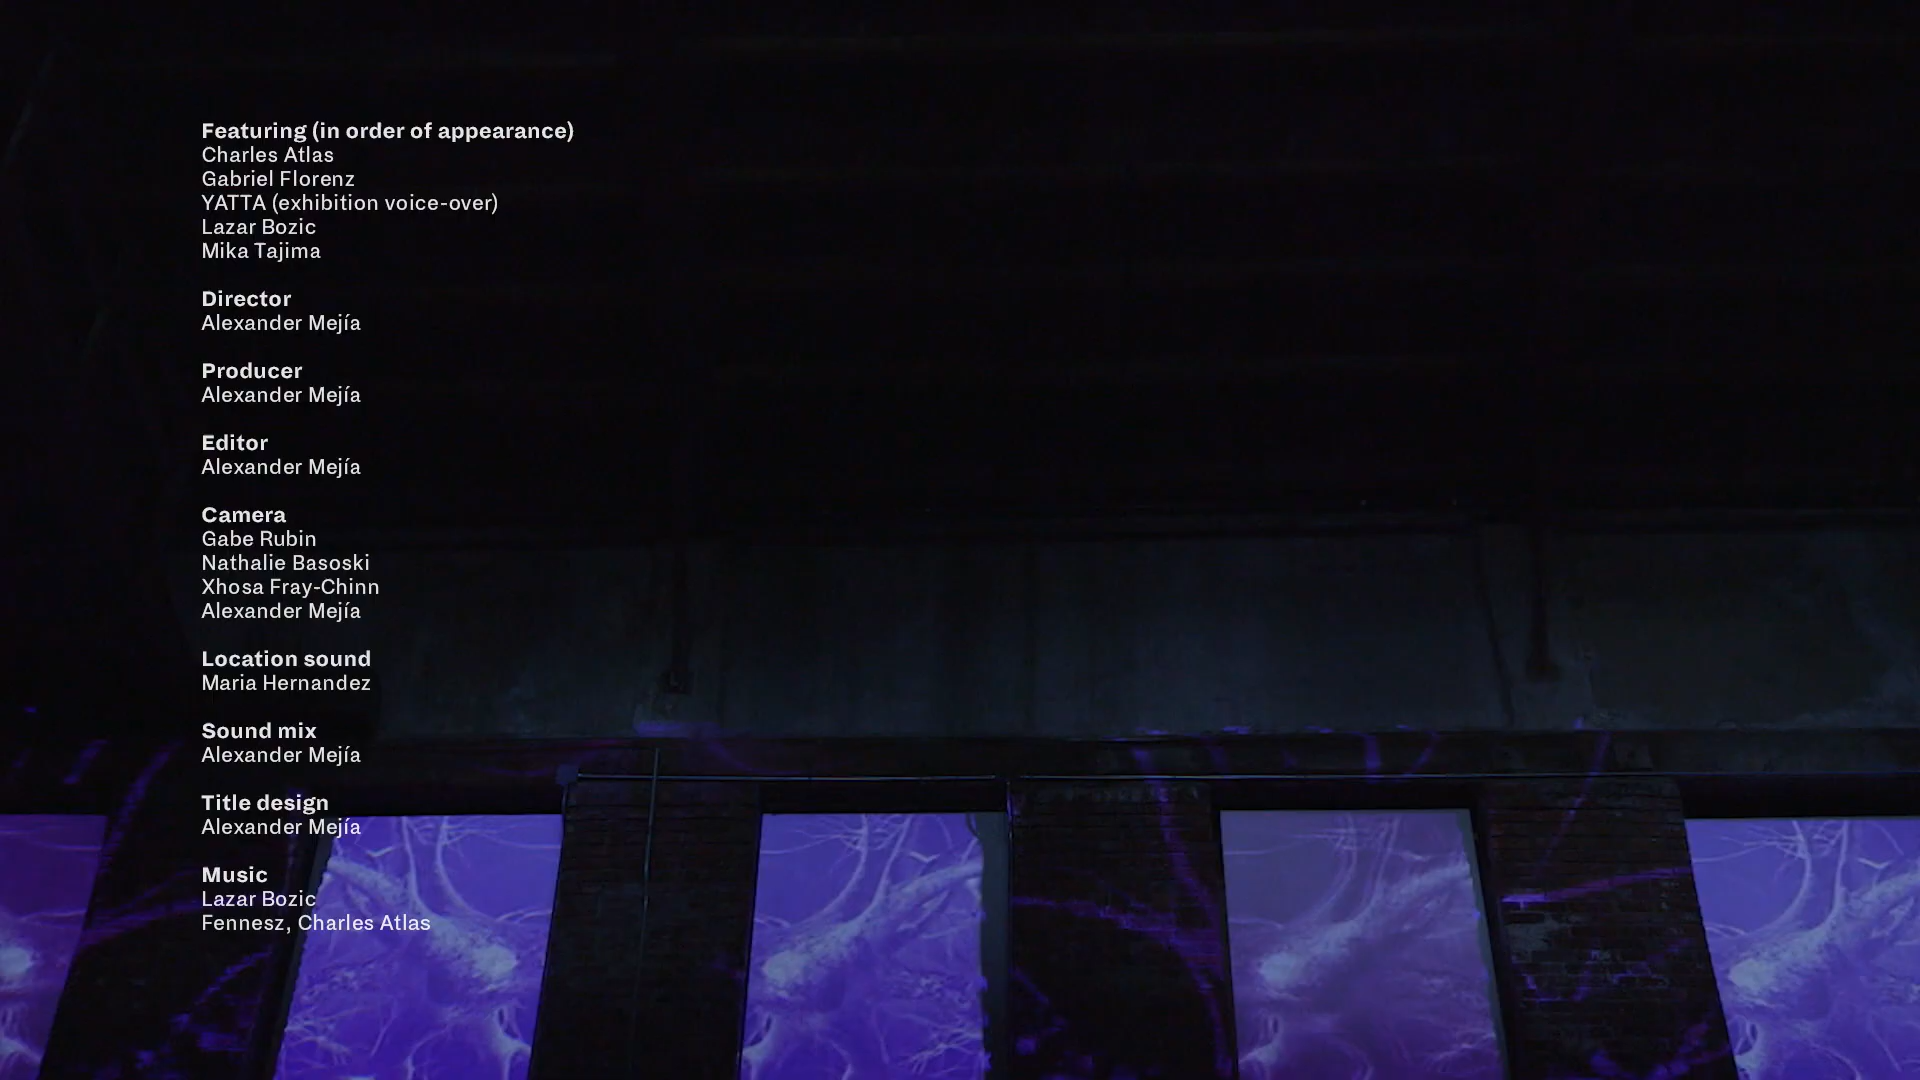 Featuring (in order of appearance)
Charles Atlas
Gabriel Florenz
YATTA (exhibition voice-over)
Lazar Bozic
Mika Tajima
Director
Alexander Mejía
Producer
Alexander Mejía
Editor
Alexander Mejía
Camera
Gabe Rubin
Nathalie Basoski
Xhosa Fray-Chinn
Alexander Mejía
Location sound
Maria Hernandez
Sound mix
Alexander Mejía
Title design
Alexander Mejía
Music
Lazar Bozic
Fennesz, Charles Atlas